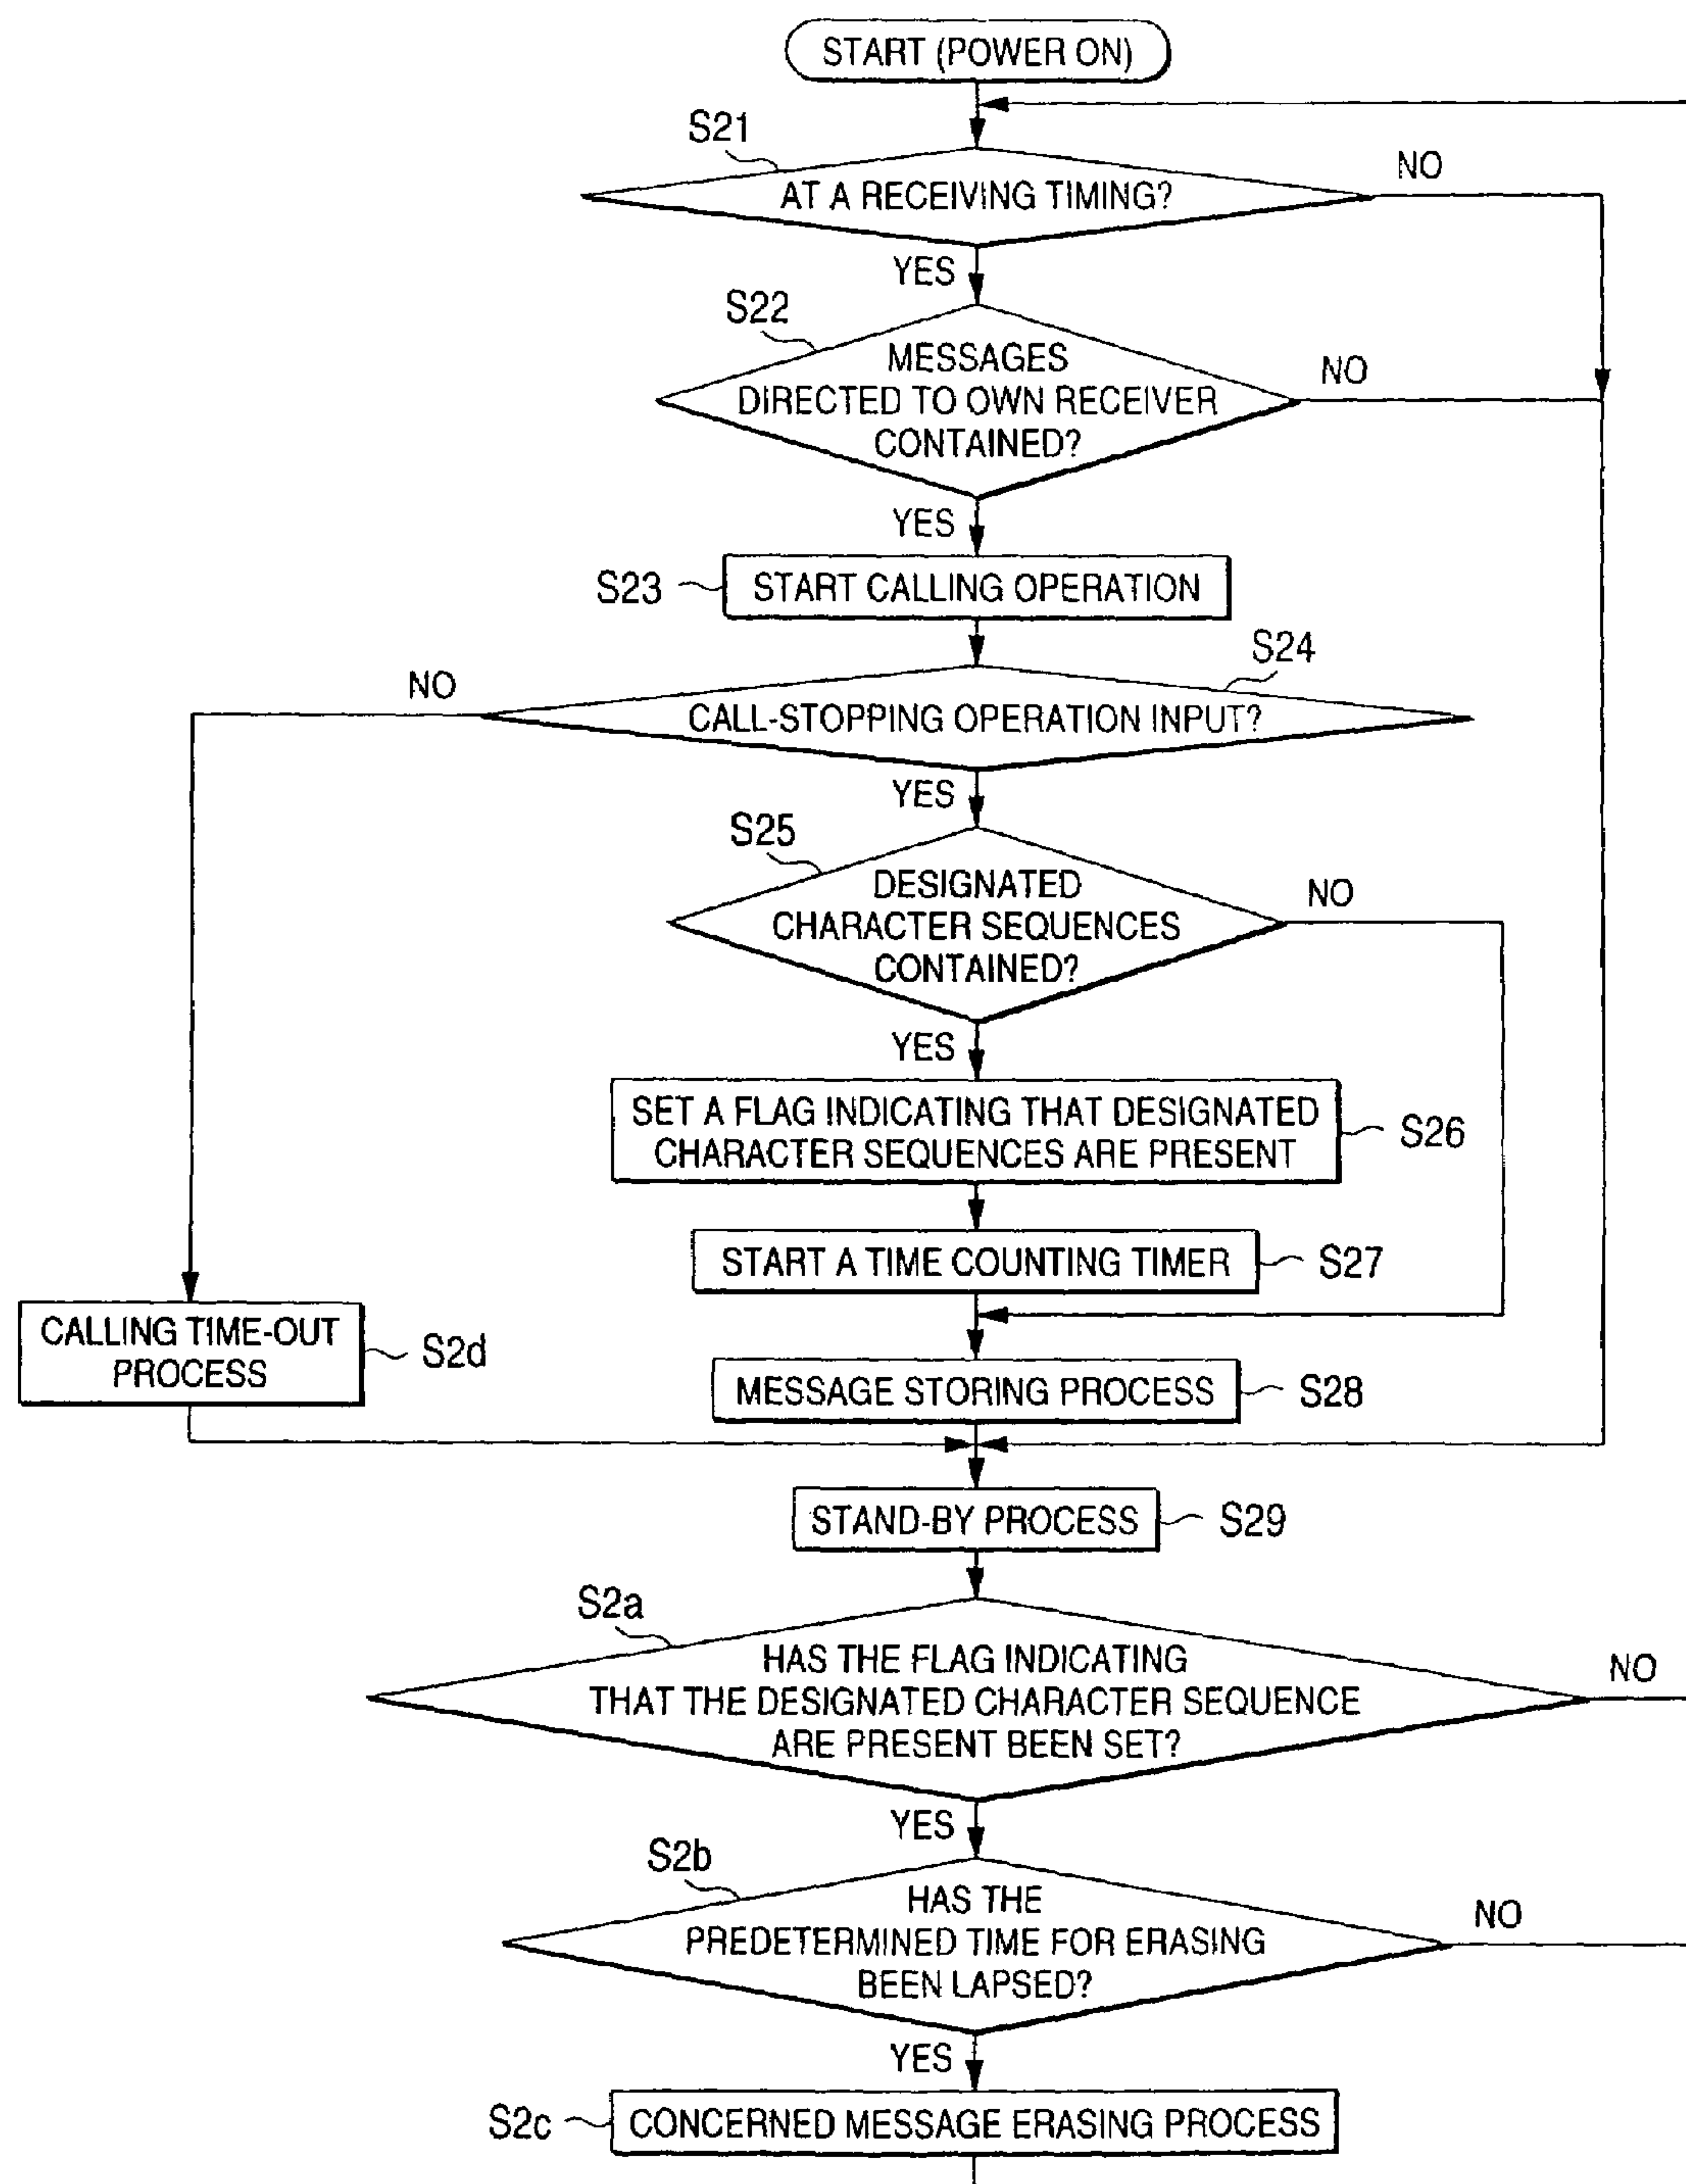 START (POWER ON)
S21
AT A RECEIVING TIMING?
NO
YES
S22
MESSAGES
DIRECTED TO OWN RECEIVER
CONTAINED?
NO
YES
S23
START CALLING OPERATION
S24
NO
CALL-STOPPING OPERATION INPUT?
YES
S25
DESIGNATED
CHARACTER SEQUENCES
CONTAINED?
NO
YES
SET A FLAG INDICATING THAT DESIGNATED
CHARACTER SEQUENCES ARE PRESENT
S26
START A TIME COUNTING TIMER
S27
CALLING TIME-OUT
PROCESS
S2d
MESSAGE STORING PROCESS
S28
STAND-BY PROCESS
S29
S2a
HAS THE FLAG INDICATING
THAT THE DESIGNATED CHARACTER SEQUENCE
ARE PRESENT BEEN SET?
NO
YES
S2b
HAS THE
PREDETERMINED TIME FOR ERASING
BEEN LAPSED?
NO
YES
S2c
CONCERNED MESSAGE ERASING PROCESS